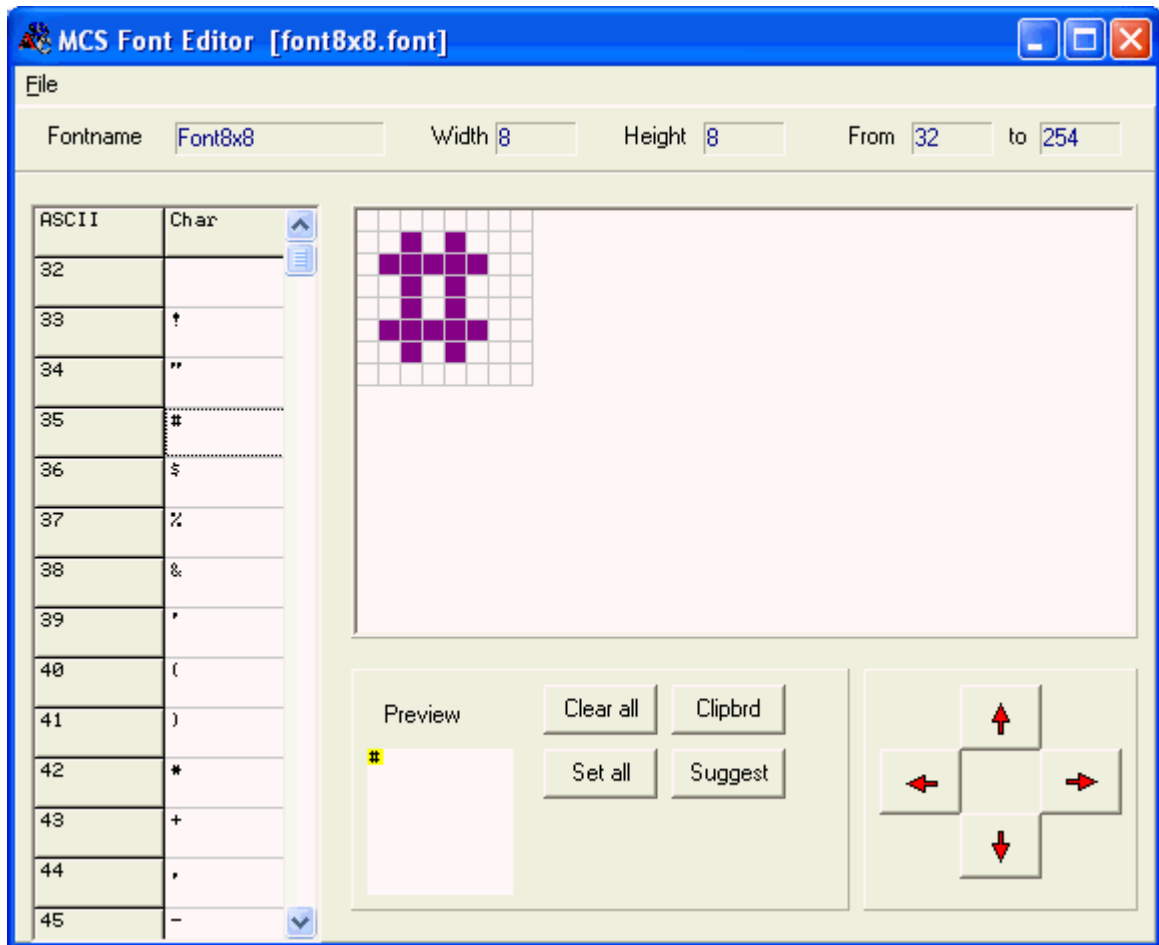 MCS Font Editor [font8x8.font]
File
Fontname Font8x8 Width 8 Height 8 From 32 to 254
ASCII Char
32
33 !
34 "
35 #
36 $
37 %
38 &
39 '
40 (
41 )
42 *
43 +
44 ,
45 -
Preview
#
Clear all Clipbrd
Set all Suggest